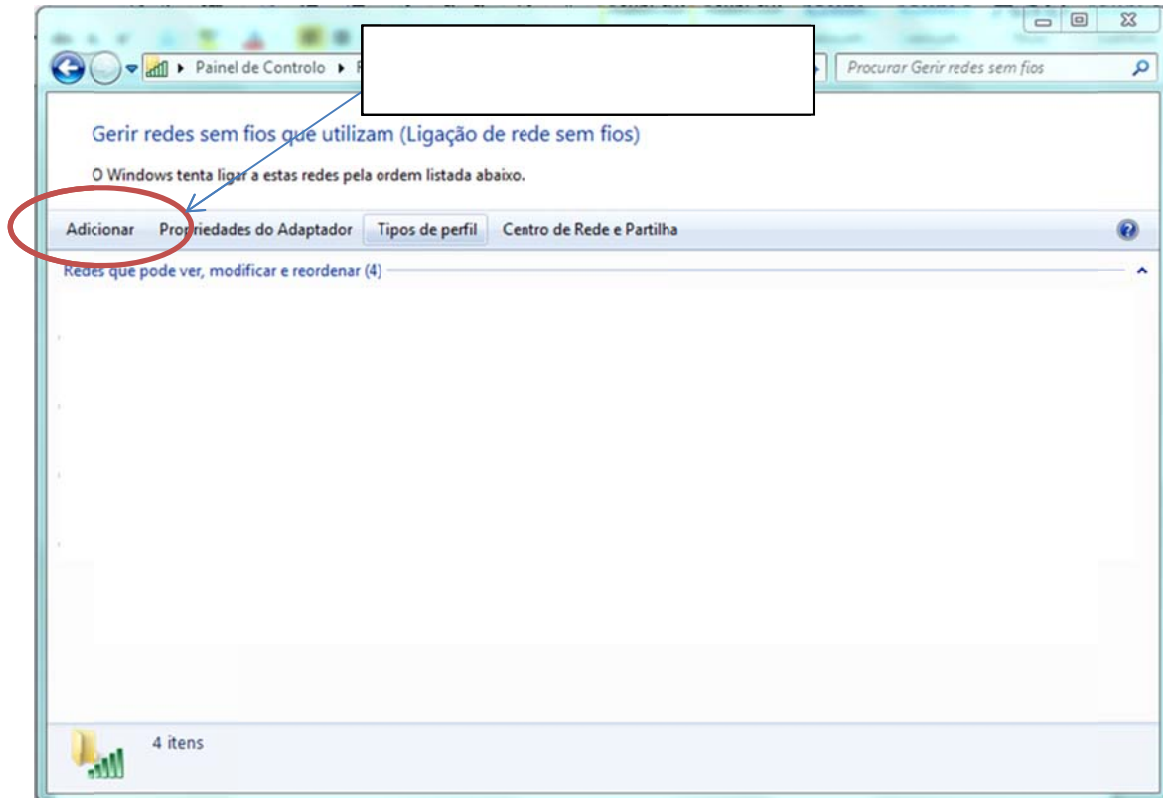 Painel de Controlo
Procurar Gerir redes sem fios
Gerir redes sem fios que utilizam (Ligação de rede sem fios)
O Windows tenta ligar a estas redes pela ordem listada abaixo.
Adicionar Propriedades do Adaptador Tipos de perfil Centro de Rede e Partilha
Redes que pode ver, modificar e reordenar (4)
4 itens